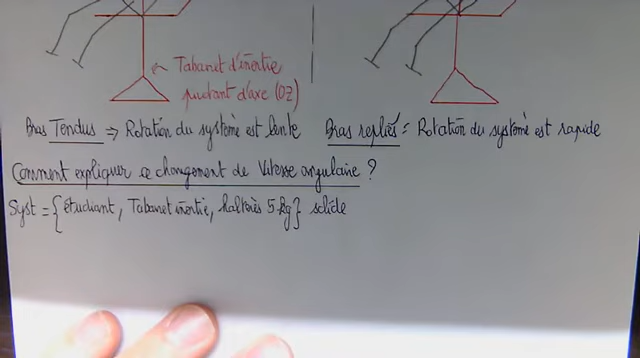 Tabouret d'inertie
pivotant d'axe (OZ)
Bras Tendus => Rotation du système est lente
Bras repliés = Rotation du système est rapide
Comment expliquer ce changement de Vitesse angulaire ?
Syst = {étudiant, Tabouret inertie, haltères 5 kg} solide